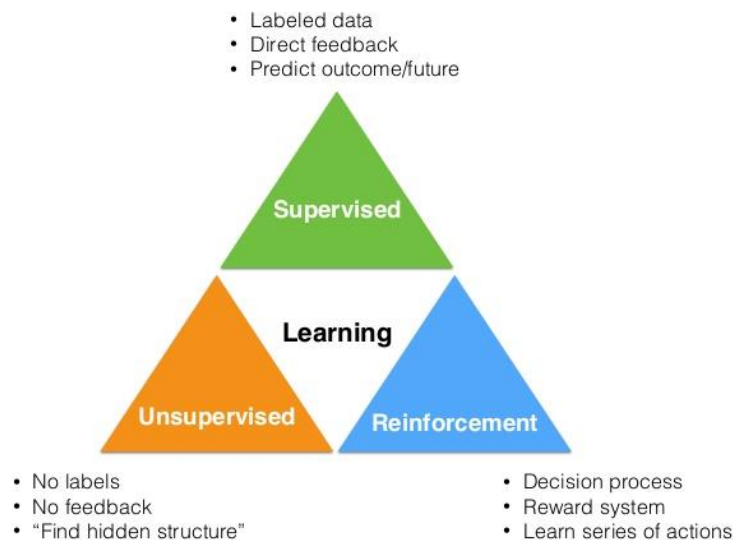 • Labeled data
• Direct feedback
• Predict outcome/future
Supervised
Learning
Unsupervised
Reinforcement
• No labels
• No feedback
• “Find hidden structure”
• Decision process
• Reward system
• Learn series of actions